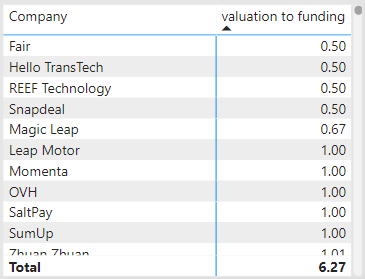 Company valuation to funding
Fair 0.50
Hello TransTech 0.50
REEF Technology 0.50
Snapdeal 0.50
Magic Leap 0.67
Leap Motor 1.00
Momenta 1.00
OVH 1.00
SaltPay 1.00
SumUp 1.00
Zhuan Zhuan 1.01
Total 6.27